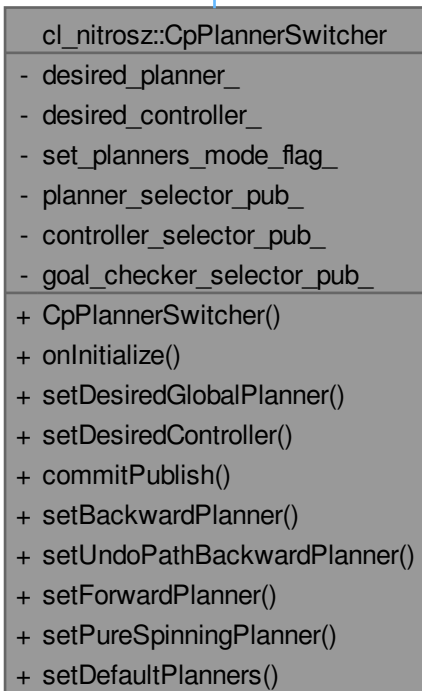 cl_nitrosz::CpPlannerSwitcher
- desired_planner_
- desired_controller_
- set_planners_mode_flag_
- planner_selector_pub_
- controller_selector_pub_
- goal_checker_selector_pub_
+ CpPlannerSwitcher()
+ onInitialize()
+ setDesiredGlobalPlanner()
+ setDesiredController()
+ commitPublish()
+ setBackwardPlanner()
+ setUndoPathBackwardPlanner()
+ setForwardPlanner()
+ setPureSpinningPlanner()
+ setDefaultPlanners()